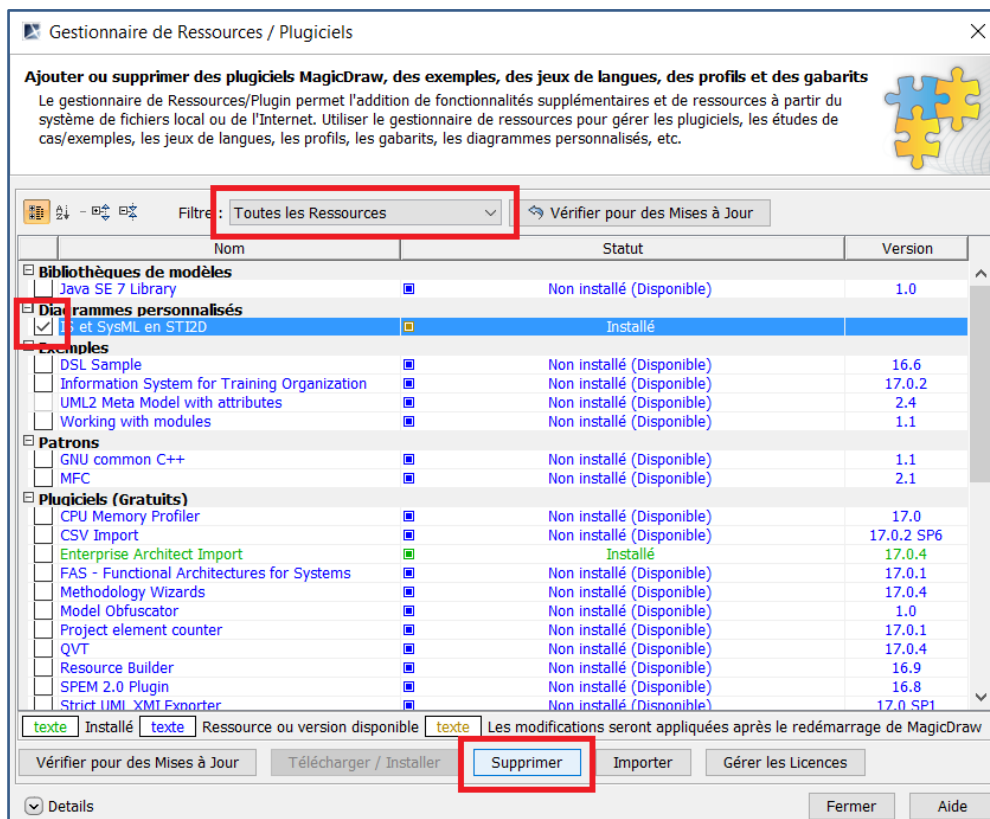 Gestionnaire de Ressources / Plugiciels
Ajouter ou supprimer des plugiciels MagicDraw, des exemples, des jeux de langues, des profils et des gabarits
Le gestionnaire de Ressources/Plugin permet l'addition de fonctionnalités supplémentaires et de ressources à partir du
système de fichiers local ou de l'Internet. Utiliser le gestionnaire de ressources pour gérer les plugiciels, les études de
cas/exemples, les jeux de langues, les profils, les gabarits, les diagrammes personnalisés, etc.
Filtre : Toutes les Ressources Vérifier pour des Mises à Jour
Nom Statut Version
Bibliothèques de modèles
Java SE 7 Library Non installé (Disponible) 1.0
Diagrammes personnalisés
IS et SysML en STI2D Installé
Exemples
DSL Sample Non installé (Disponible) 16.6
Information System for Training Organization Non installé (Disponible) 17.0.2
UML2 Meta Model with attributes Non installé (Disponible) 2.4
Working with modules Non installé (Disponible) 1.1
Patrons
GNU common C++ Non installé (Disponible) 1.1
MFC Non installé (Disponible) 2.1
Plugiciels (Gratuits)
CPU Memory Profiler Non installé (Disponible) 17.0
CSV Import Non installé (Disponible) 17.0.2 SP6
Enterprise Architect Import Installé 17.0.4
FAS - Functional Architectures for Systems Non installé (Disponible) 17.0.1
Methodology Wizards Non installé (Disponible) 17.0.4
Model Obfuscator Non installé (Disponible) 1.0
Project element counter Non installé (Disponible) 17.0.1
QVT Non installé (Disponible) 17.0.4
Resource Builder Non installé (Disponible) 16.9
SPEM 2.0 Plugin Non installé (Disponible) 16.8
Strict UML XMI Exporter Non installé (Disponible) 17.0 SP1
texte Installé texte Ressource ou version disponible texte Les modifications seront appliquées après le redémarrage de MagicDraw
Vérifier pour des Mises à Jour Télécharger / Installer Supprimer Importer Gérer les Licences
Details Fermer Aide